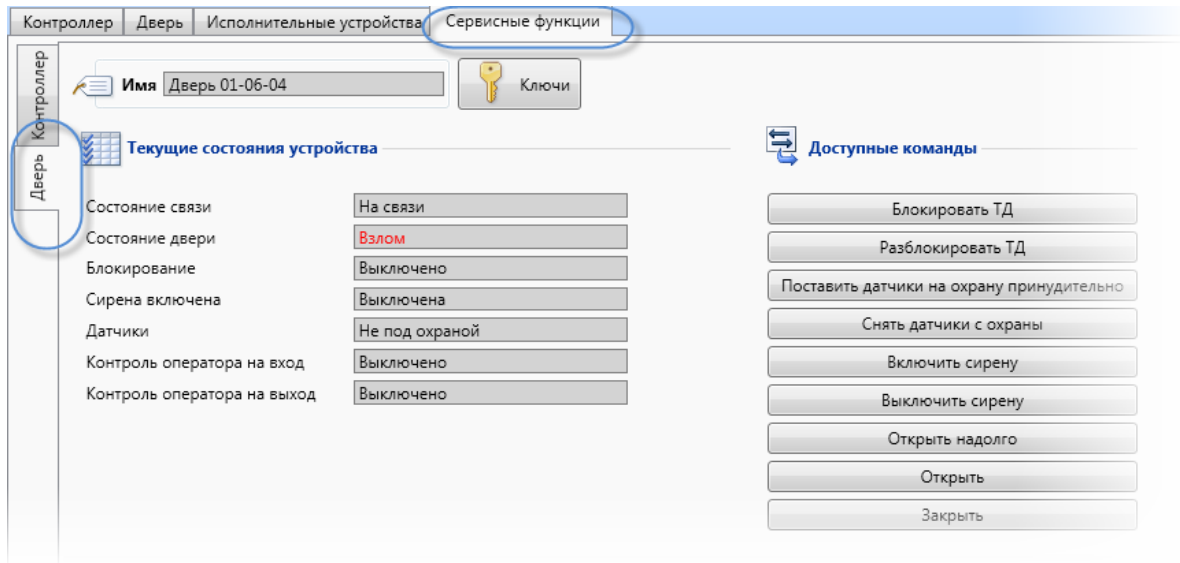 Контроллер Дверь Исполнительные устройства Сервисные функции
Контроллер
Дверь
Имя Дверь 01-06-04 Ключи
Текущие состояния устройства
Состояние связи На связи
Состояние двери Взлом
Блокирование Выключено
Сирена включена Выключена
Датчики Не под охраной
Контроль оператора на вход Выключено
Контроль оператора на выход Выключено
Доступные команды
Блокировать ТД
Разблокировать ТД
Поставить датчики на охрану принудительно
Снять датчики с охраны
Включить сирену
Выключить сирену
Открыть надолго
Открыть
Закрыть